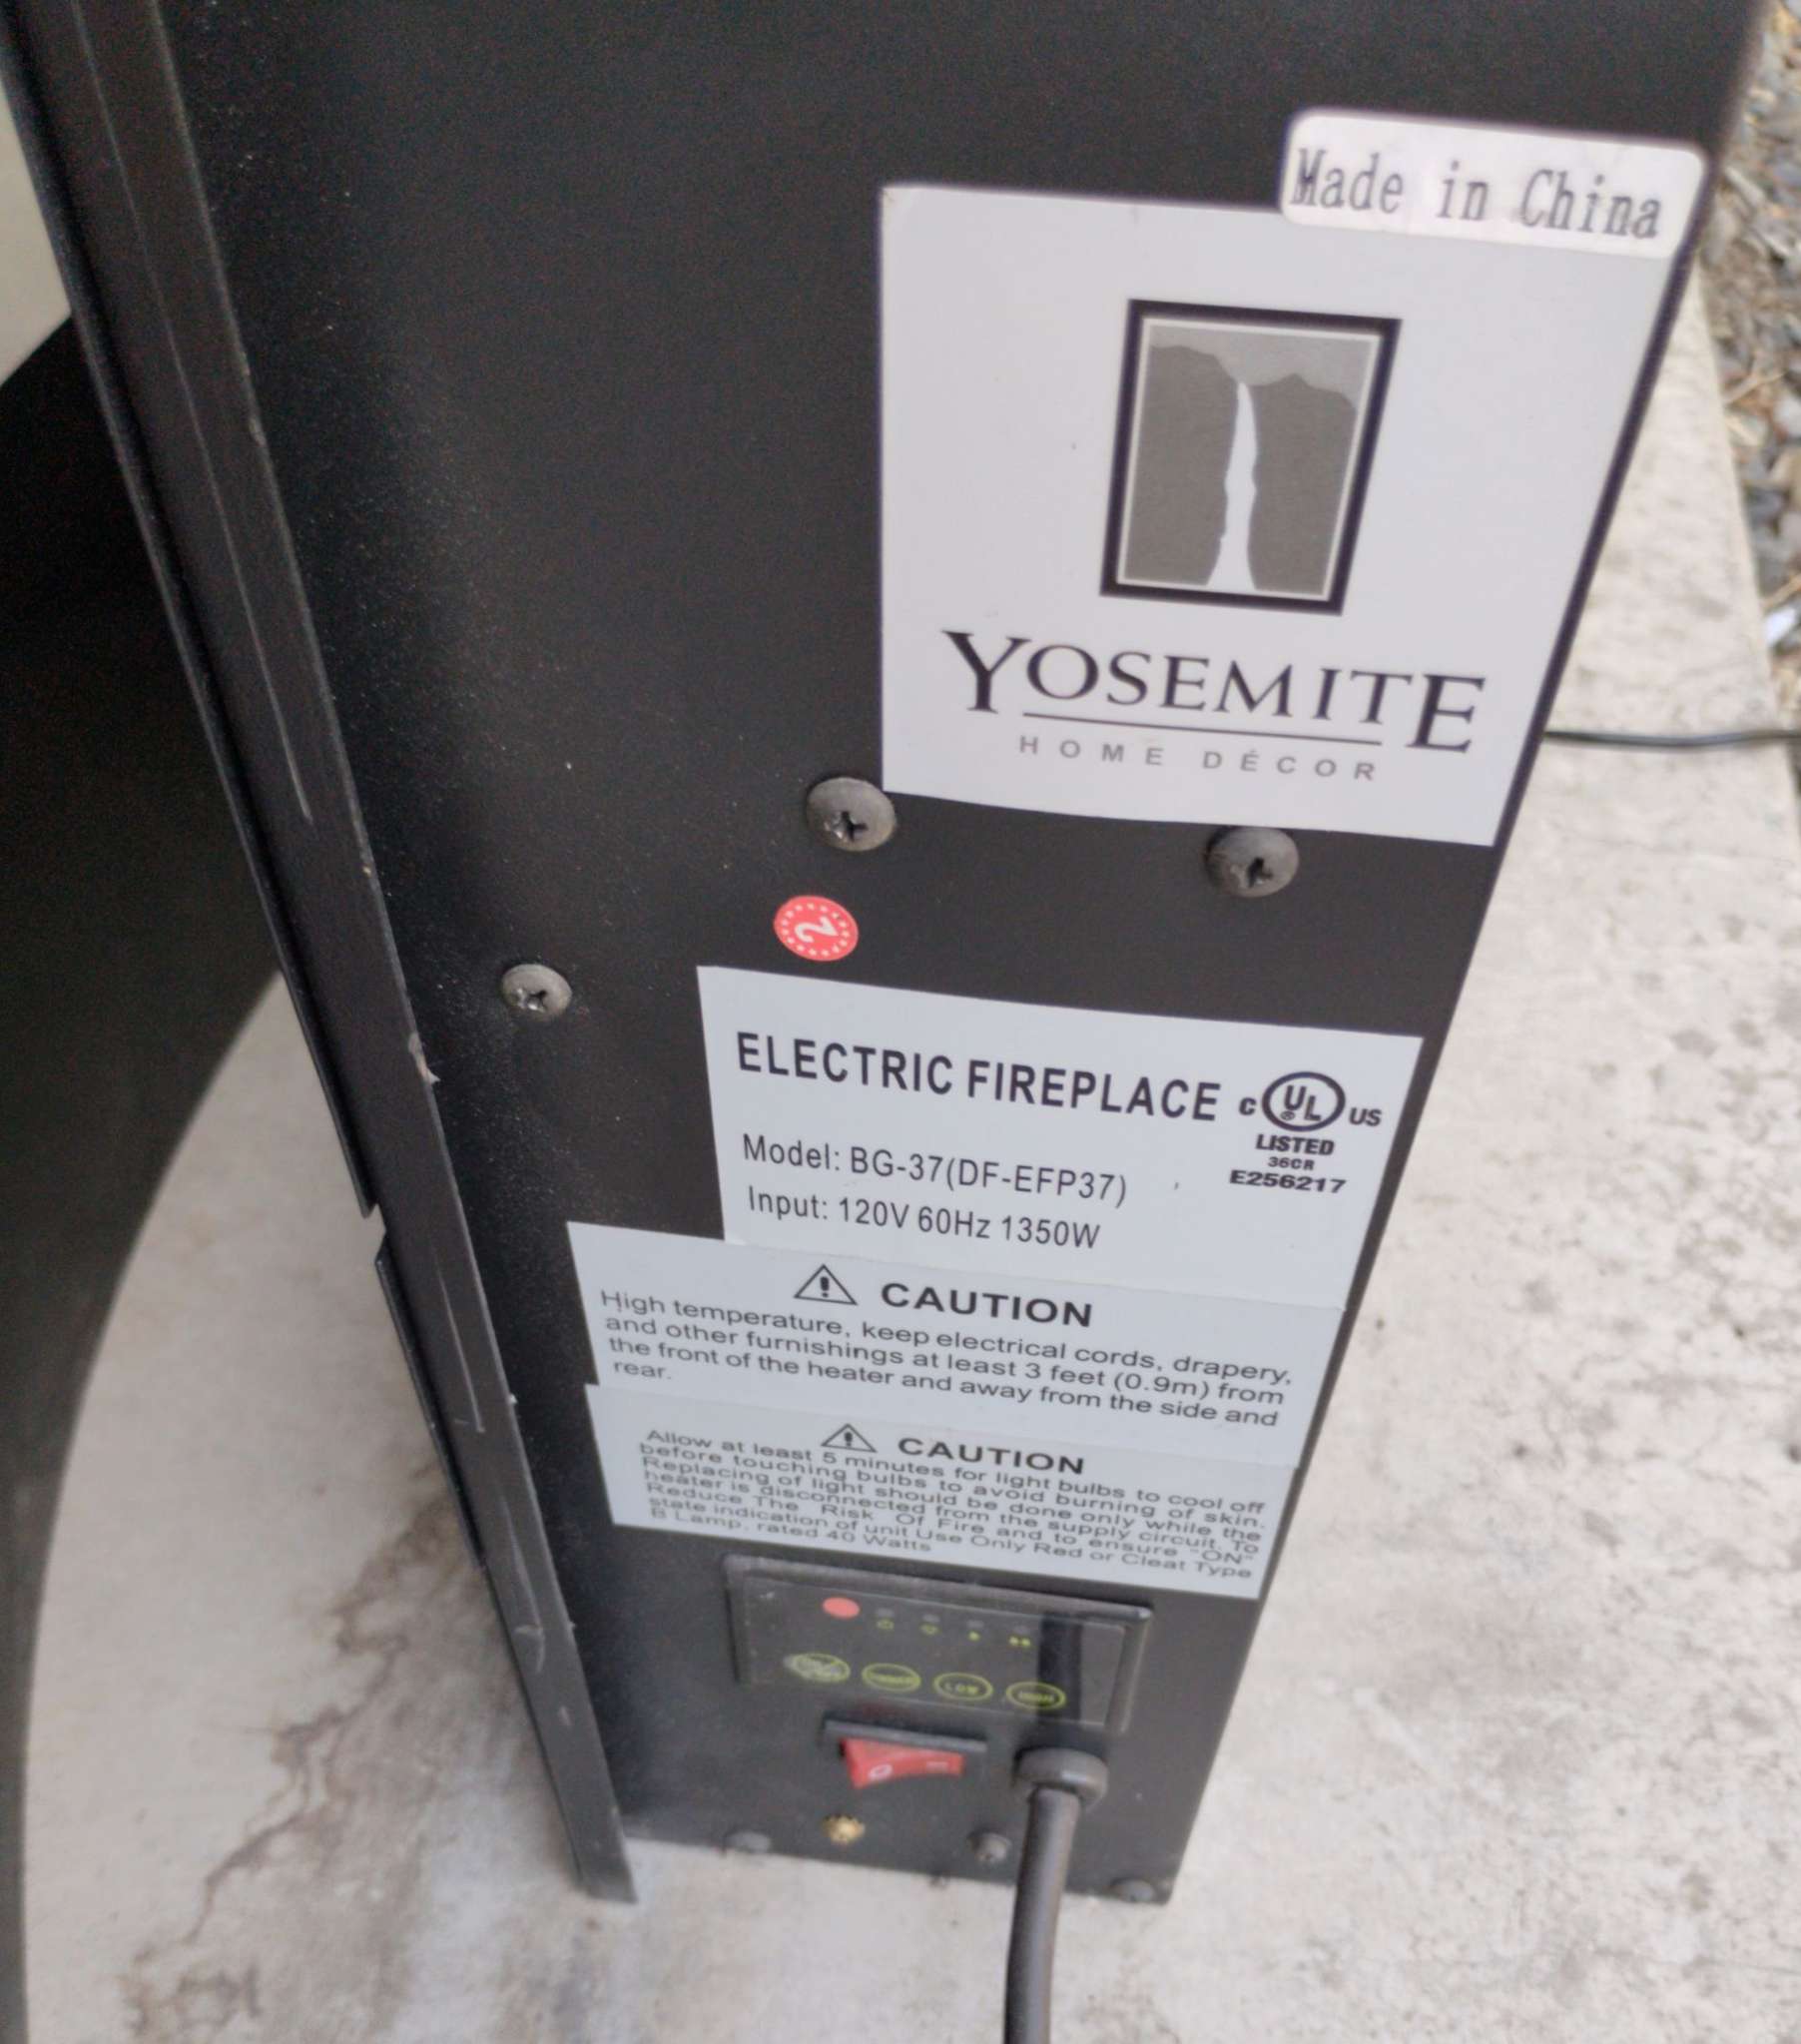 Made in China
YOSEMITE
HOME DÉCOR
2
ELECTRIC FIREPLACE
c UL® US
LISTED
36CR
E256217
Model: BG-37(DF-EFP37)
Input: 120V 60Hz 1350W
CAUTION
High temperature, keep electrical cords, drapery,
and other furnishings at least 3 feet (0.9m) from
the front of the heater and away from the side and
rear.
CAUTION
Allow at least 5 minutes for light bulbs to cool off
before touching bulbs to avoid burning of skin.
Replacing of light should be done only while the
heater is disconnected from the supply circuit. To
Reduce The Risk Of Fire and to ensure "ON"
state indication of unit Use Only Red or Cleat Type
B Lamp, rated 40 Watts
LOW
HIGH